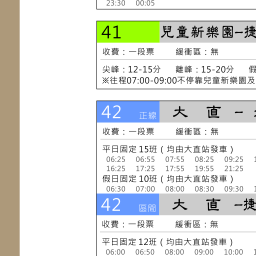 23:30 00:05
41 兒童新樂園-捷
收費：一段票 緩衝區：無
尖峰：12-15分 離峰：15-20分 假
※往程07:00-09:00不停靠兒童新樂園及
42 正線 大 直 -
收費：一段票 緩衝區：無
平日固定 15班 ( 均由大直站發車 )
06:25 06:55 07:55 08:25 09:25 1
16:25 17:25 17:55 19:55 21:25
假日固定 10班 ( 均由大直站發車 )
06:30 07:00 08:00 08:30 09:30 1
42 區間 大 直 -捷
收費：一段票 緩衝區：無
平日固定 12班 ( 均由大直站發車 )
06:00 06:50 08:00 09:00 10:00 1